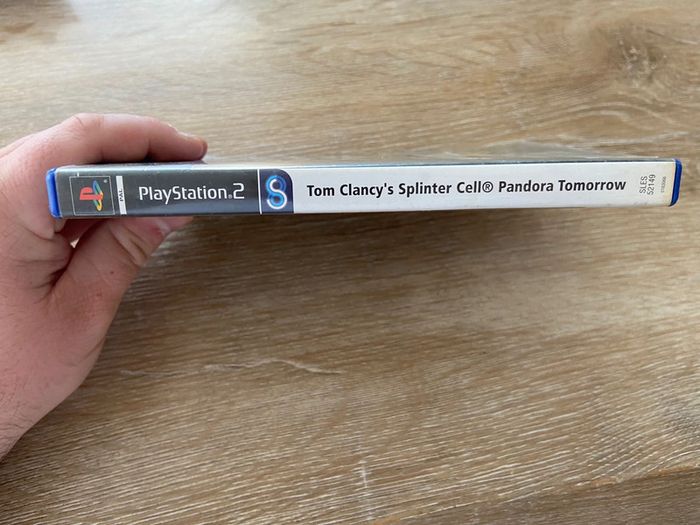 PAL
PlayStation®2
Tom Clancy's Splinter Cell® Pandora Tomorrow
SLES
52149